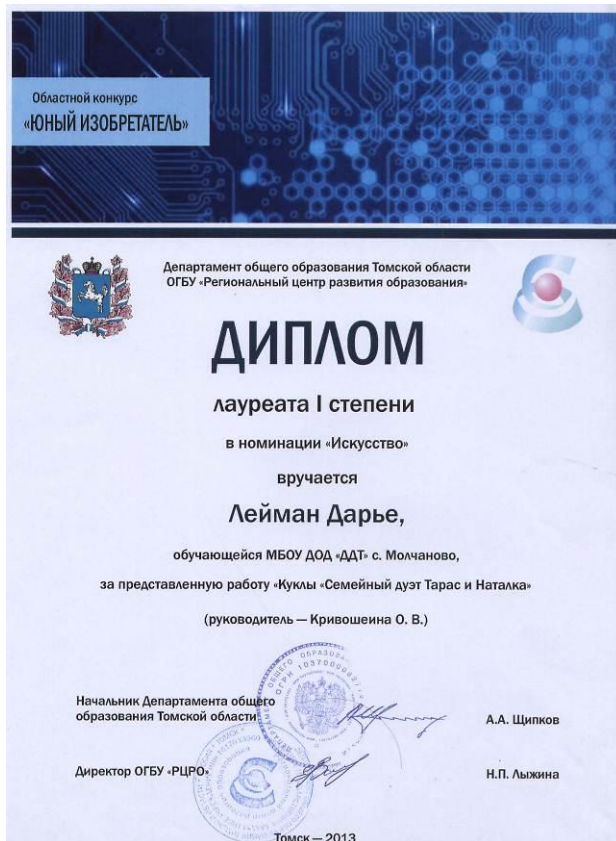 Областной конкурс
«ЮНЫЙ ИЗОБРЕТАТЕЛЬ»
Департамент общего образования Томской области
ОГБУ «Региональный центр развития образования»
ДИПЛОМ
лауреата I степени
в номинации «Искусство»
вручается
Лейман Дарье,
обучающейся МБОУ ДОД «ДДТ» с. Молчаново,
за представленную работу «Куклы «Семейный дуэт Тарас и Наталка»
(руководитель — Кривошеина О. В.)
Начальник Департамента общего
образования Томской области
А.А. Щипков
Директор ОГБУ «РЦРО»
Н.П. Лыжина
Томск — 2013